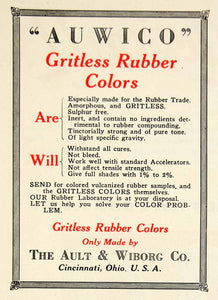 "AUWICO"
Gritless Rubber
Colors
Especially made for the Rubber Trade.
Amorphous, and GRITLESS.
Sulphur free.
Are Inert, and contain no ingredients det-
rimental to rubber compounding.
Tinctorially strong and of pure tone.
Of light specific gravity.
Withstand all cures.
Not bleed.
Will Work well with standard Accelerators.
Not affect tensile strength.
Give full shades with 1% to 2%.
SEND for colored vulcanized rubber samples, and
the GRITLESS COLORS themselves.
OUR Rubber Laboratory is at your disposal.
Let us help you solve your COLOR PROB-
LEM.
Gritless Rubber Colors
Only Made by
THE AULT & WIBORG CO.
Cincinnati, Ohio, U. S. A.